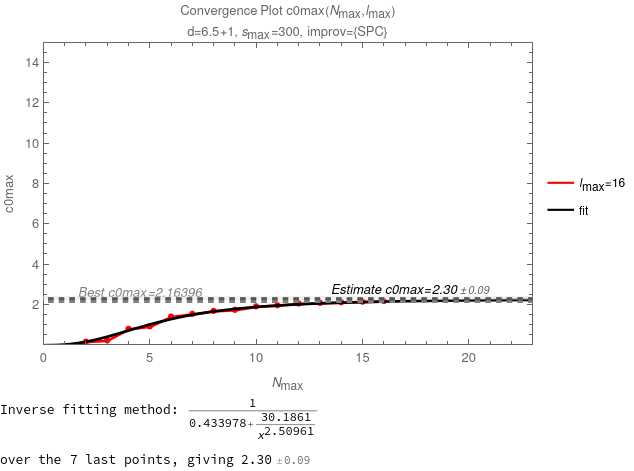 Convergence Plot c0max(Nmax,lmax)
d=6.5+1, smax=300, improv={SPC}
14
12
10
8
6
4
2
c0max
Best c0max=2.16396
Estimate c0max=2.30 ±0.09
lmax=16
fit
0 5 10 15 20
Nmax
Inverse fitting method: 1
0.433978+ 30.1861
x2.50961
over the 7 last points, giving 2.30 ±0.09